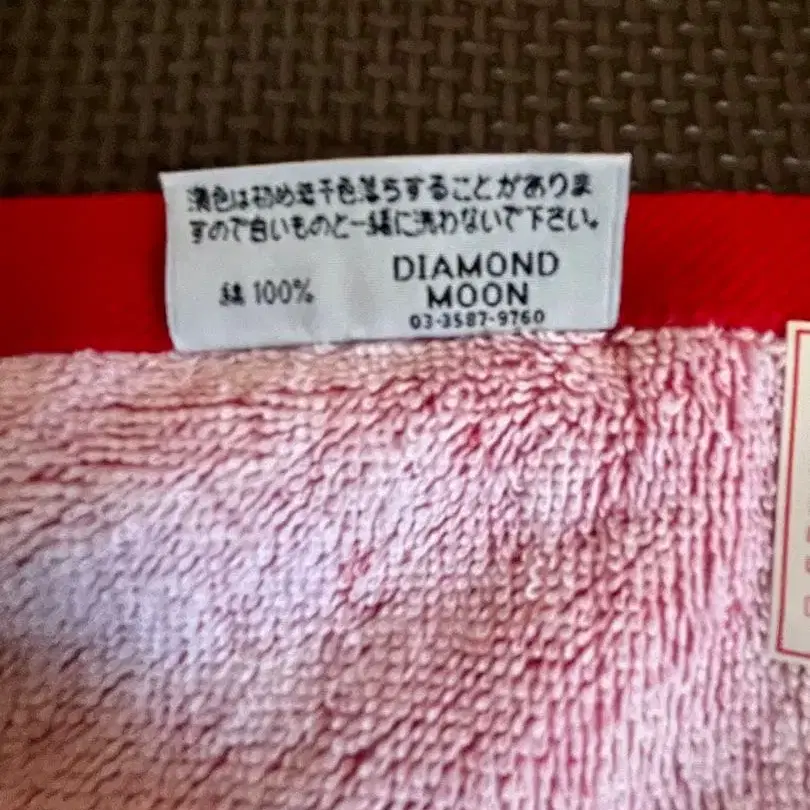 濃色は初め若干色落ちすることがありま
すので白いものと一緒に洗わないで下さい。
綿 100%
DIAMOND
MOON
03-3587-9760